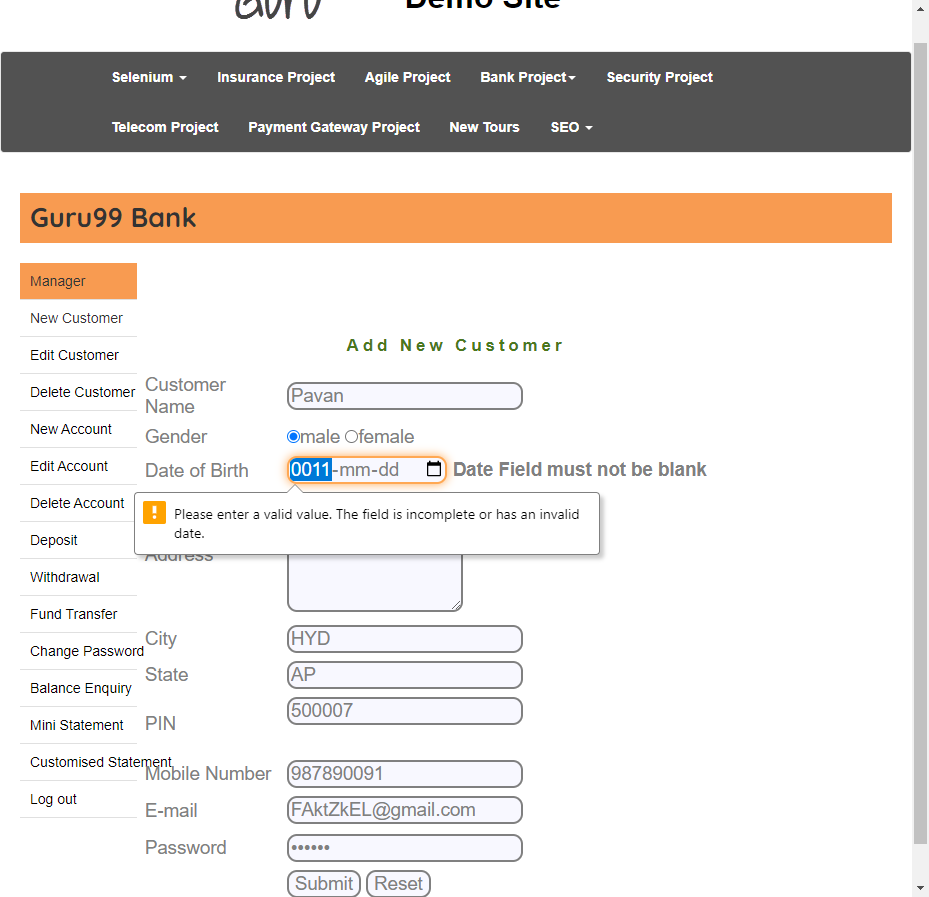 Guru
Demo Site
Selenium
Insurance Project
Agile Project
Bank Project
Security Project
Telecom Project
Payment Gateway Project
New Tours
SEO
Guru99 Bank
Manager
New Customer
Edit Customer
Delete Customer
New Account
Edit Account
Delete Account
Deposit
Withdrawal
Fund Transfer
Change Password
Balance Enquiry
Mini Statement
Customised Statement
Log out
Add New Customer
Customer
Name
Pavan
Gender
male female
Date of Birth
0011-mm-dd
Date Field must not be blank
Please enter a valid value. The field is incomplete or has an invalid
date.
Address
City
HYD
State
AP
PIN
500007
Mobile Number
987890091
E-mail
FAktZkEL@gmail.com
Password
••••••
Submit
Reset